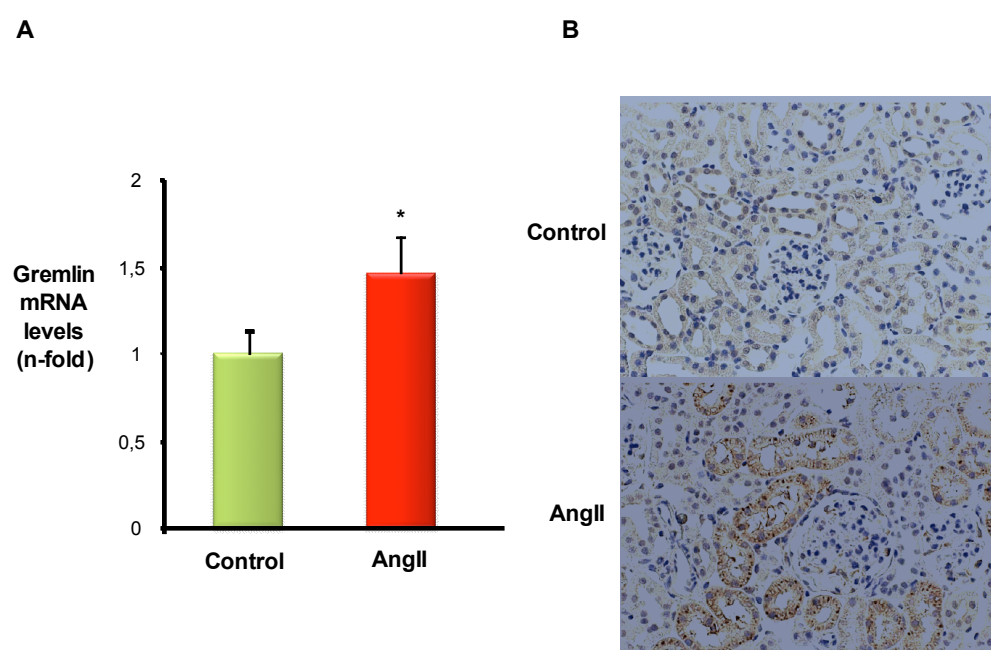 A
B
2
1,5
1
0,5
0
Gremlin
mRNA
levels
(n-fold)
*
Control
AngII
Control
AngII